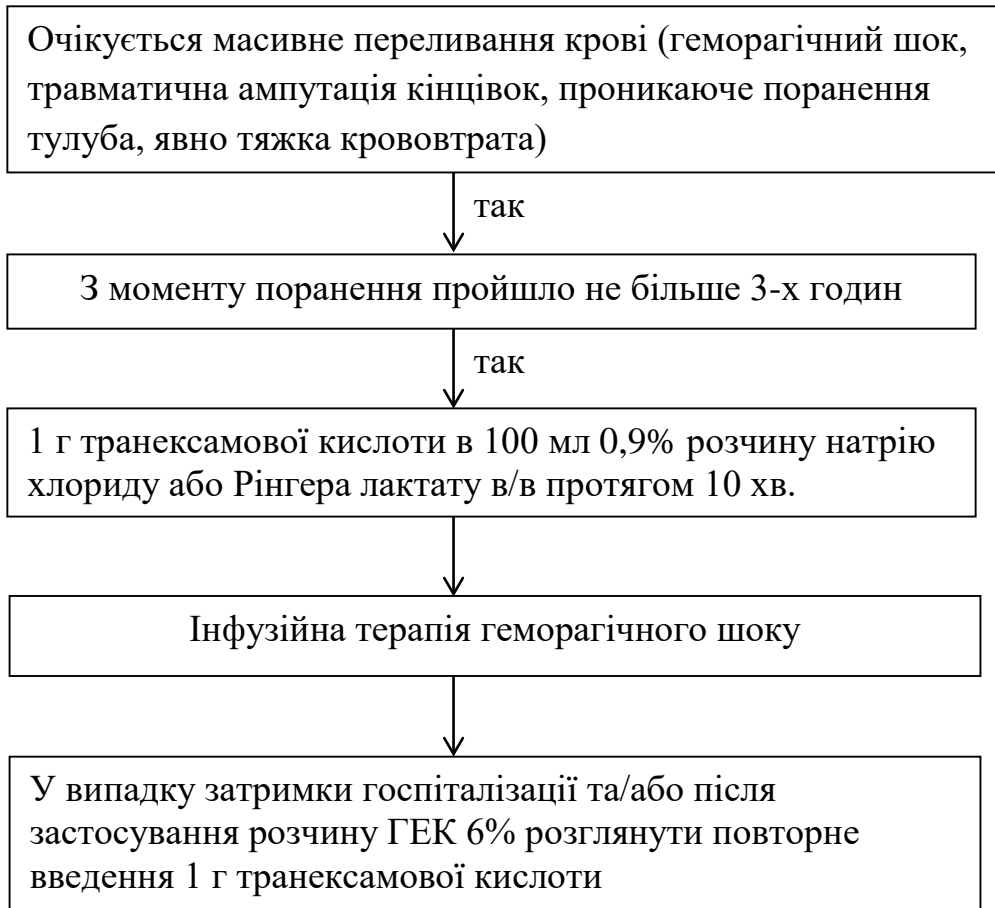 Очікується масивне переливання крові (геморагічний шок,
травматична ампутація кінцівок, проникаюче поранення
тулуба, явно тяжка крововтрата)
так
З моменту поранення пройшло не більше 3-х годин
так
1 г транексамової кислоти в 100 мл 0,9% розчину натрію
хлориду або Рінгера лактату в/в протягом 10 хв.
Інфузійна терапія геморагічного шоку
У випадку затримки госпіталізації та/або після
застосування розчину ГЕК 6% розглянути повторне
введення 1 г транексамової кислоти